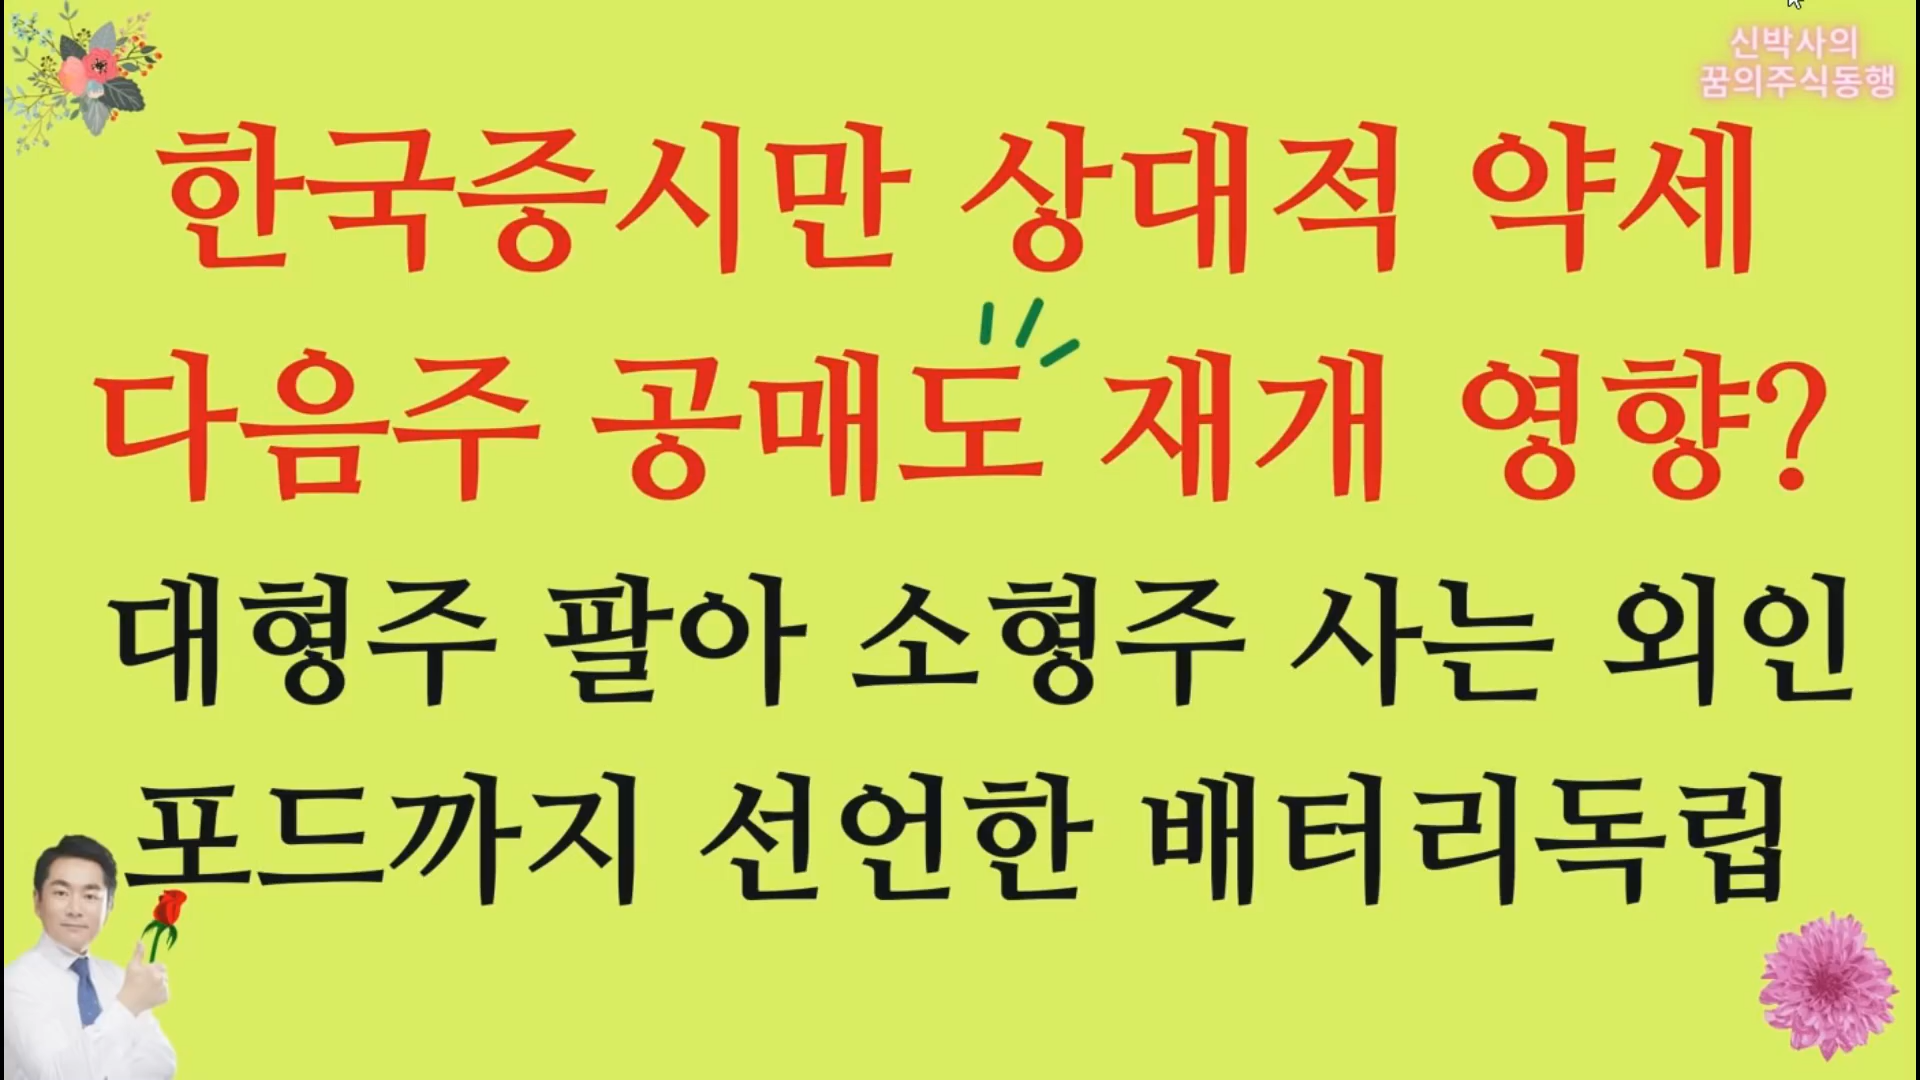 신박사의
꿈의주식동행
한국증시만 상대적 약세
다음주 공매도 재개 영향?
대형주 팔아 소형주 사는 외인
포드까지 선언한 배터리독립